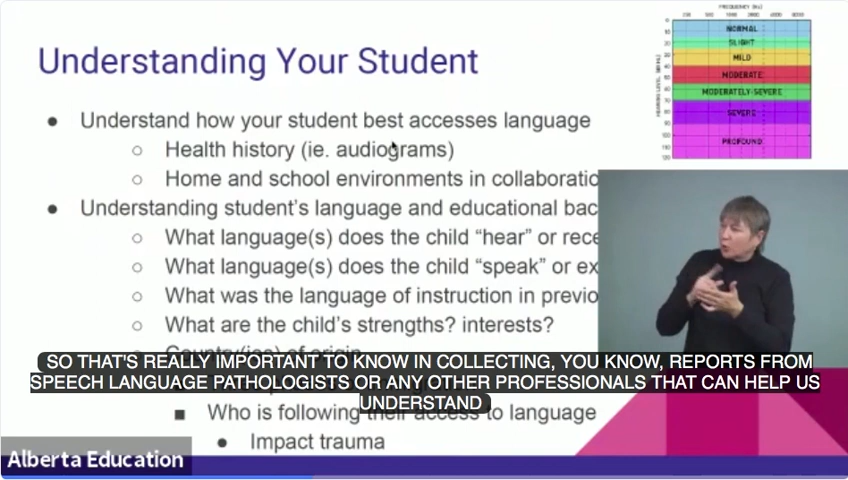 Understanding Your Student
FREQUENCY (Hz)
NORMAL
SLIGHT
MILD
MODERATE
MODERATELY-SEVERE
SEVERE
PROFOUND
● Understand how your student best accesses language
○ Health history (ie. audiograms)
○ Home and school environments in collaboratio
● Understanding student's language and educational bac
○ What language(s) does the child “hear” or rece
○ What language(s) does the child “speak” or ex
○ What was the language of instruction in previo
○ What are the child's strengths? interests?
SO THAT'S REALLY IMPORTANT TO KNOW IN COLLECTING, YOU KNOW, REPORTS FROM
SPEECH LANGUAGE PATHOLOGISTS OR ANY OTHER PROFESSIONALS THAT CAN HELP US
UNDERSTAND
■ Who is following their access to language
● Impact trauma
Alberta Education